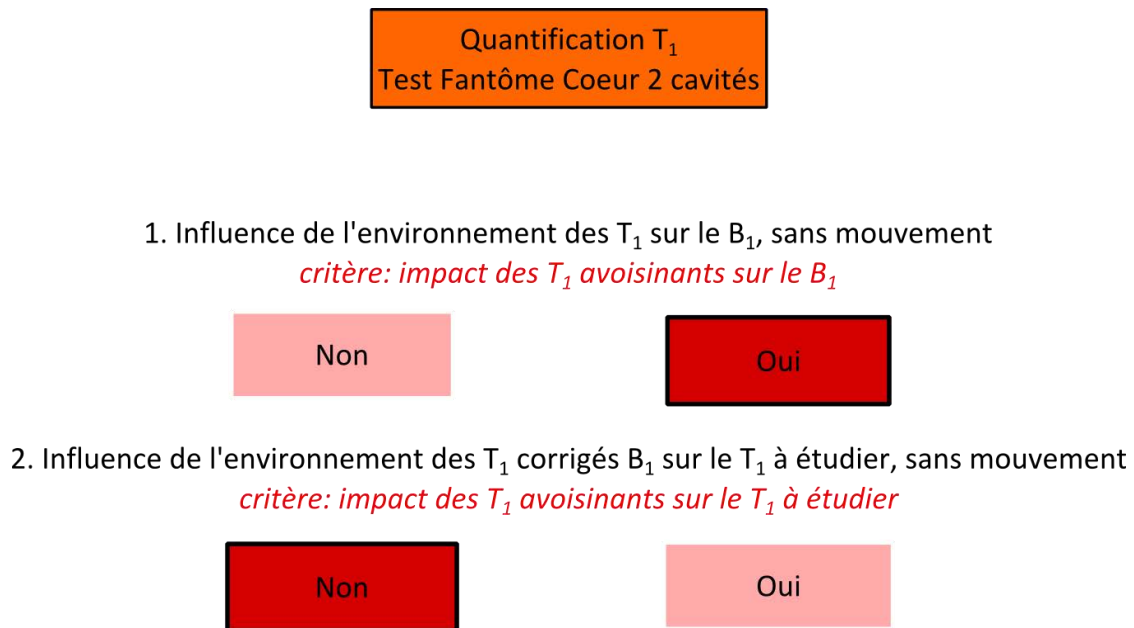 Quantification T₁
Test Fantôme Coeur 2 cavités
1. Influence de l'environnement des T₁ sur le B₁, sans mouvement
critère: impact des T₁ avoisinants sur le B₁
Non
Oui
2. Influence de l'environnement des T₁ corrigés B₁ sur le T₁ à étudier, sans mouvement
critère: impact des T₁ avoisinants sur le T₁ à étudier
Non
Oui